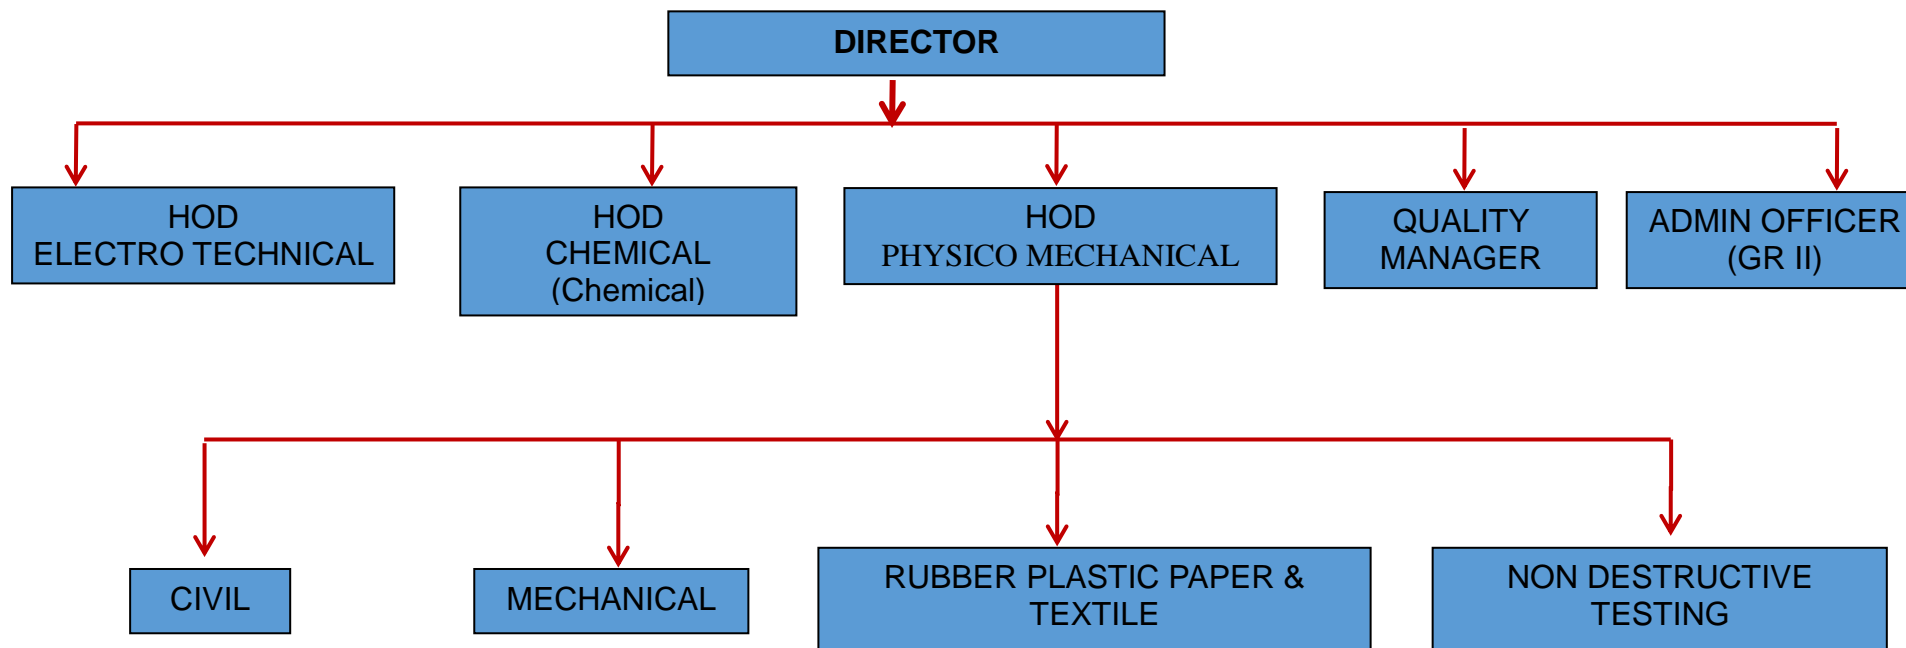 DIRECTOR
HOD
ELECTRO TECHNICAL
HOD
CHEMICAL
(Chemical)
HOD
PHYSICO MECHANICAL
QUALITY
MANAGER
ADMIN OFFICER
(GR II)
CIVIL
MECHANICAL
RUBBER PLASTIC PAPER &
TEXTILE
NON DESTRUCTIVE
TESTING